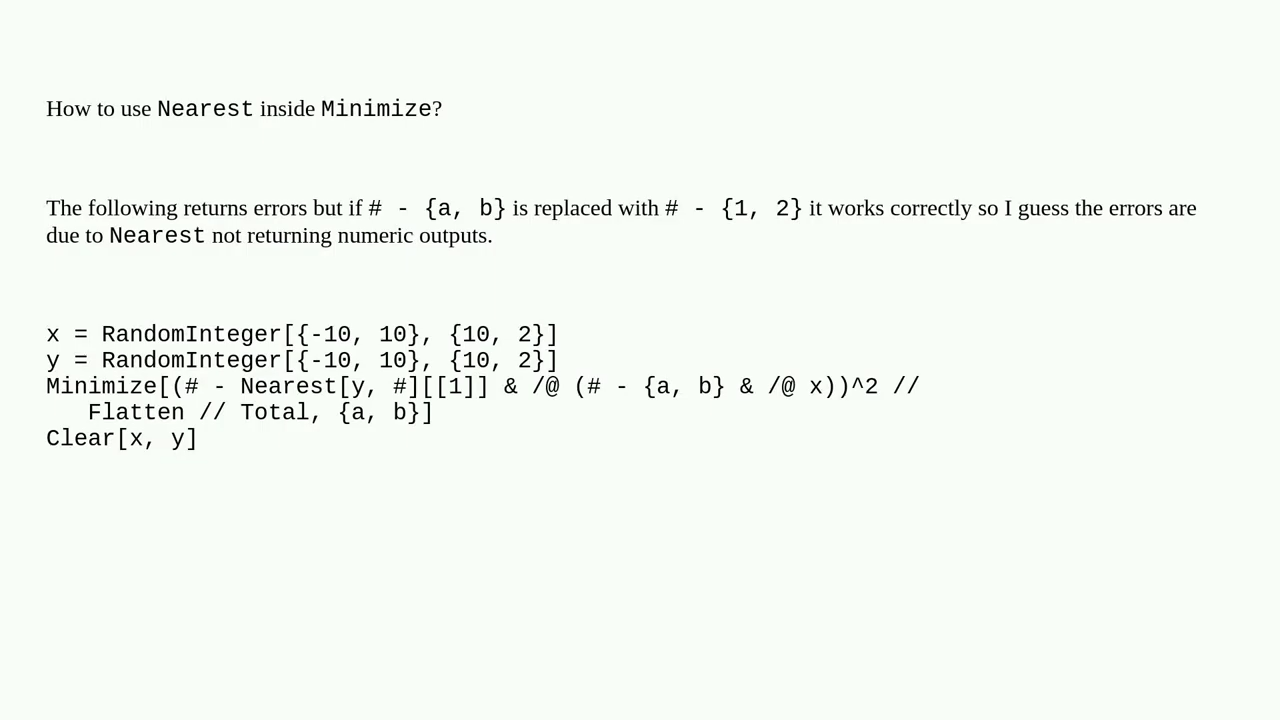 How to use Nearest inside Minimize?
The following returns errors but if # - {a, b} is replaced with # - {1, 2} it works correctly so I guess the errors are
due to Nearest not returning numeric outputs.
x = RandomInteger[{-10, 10}, {10, 2}]
y = RandomInteger[{-10, 10}, {10, 2}]
Minimize[(# - Nearest[y, #][[1]] & /@ (# - {a, b} & /@ x))^2 //
   Flatten // Total, {a, b}]
Clear[x, y]